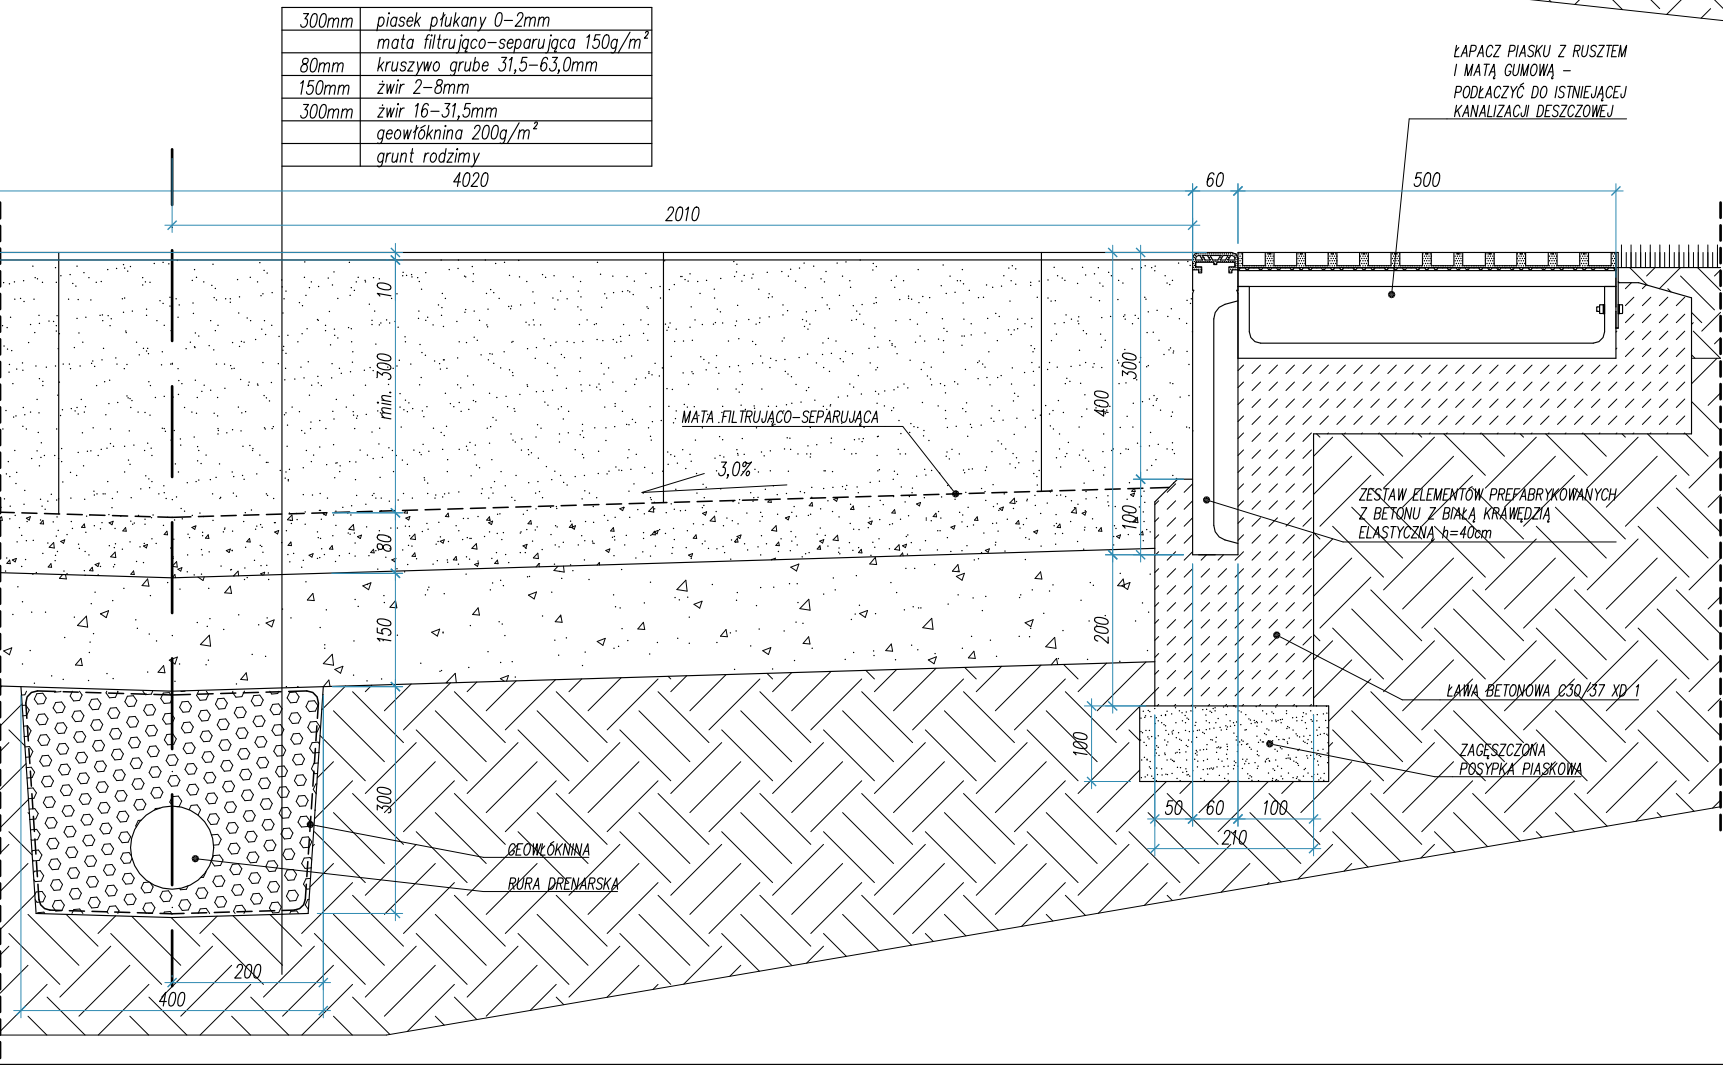 300mm piasek płukany 0-2mm
mata filtrująco-separująca 150g/m²
80mm kruszywo grube 31,5-63,0mm
150mm żwir 2-8mm
300mm żwir 16-31,5mm
geowłóknina 200g/m²
grunt rodzimy
ŁAPACZ PIASKU Z RUSZTEM
I MATĄ GUMOWĄ -
PODŁACZYĆ DO ISTNIEJĄCEJ
KANALIZACJI DESZCZOWEJ
4020
60
500
2010
10
min. 300
300
400
MATA FILTRUJĄCO-SEPARUJĄCA
3,0%
ZESTAW ELEMENTÓW PREFABRYKOWANYCH
Z BETONU Z BIAŁĄ KRAWĘDZIĄ
ELASTYCZNĄ h=40cm
100
80
150
200
ŁAWA BETONOWA C30/37 XD 1
100
ZAGĘSZCZONA
POSYPKA PIASKOWA
300
50
60
100
210
GEOWŁÓKNINA
RURA DRENARSKA
200
400